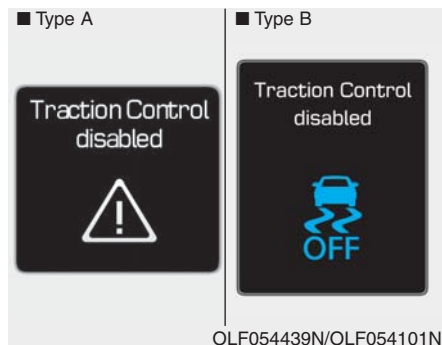 ■ Type A
Traction Control
disabled
■ Type B
Traction Control
disabled
OFF
OLF054439N/OLF054101N